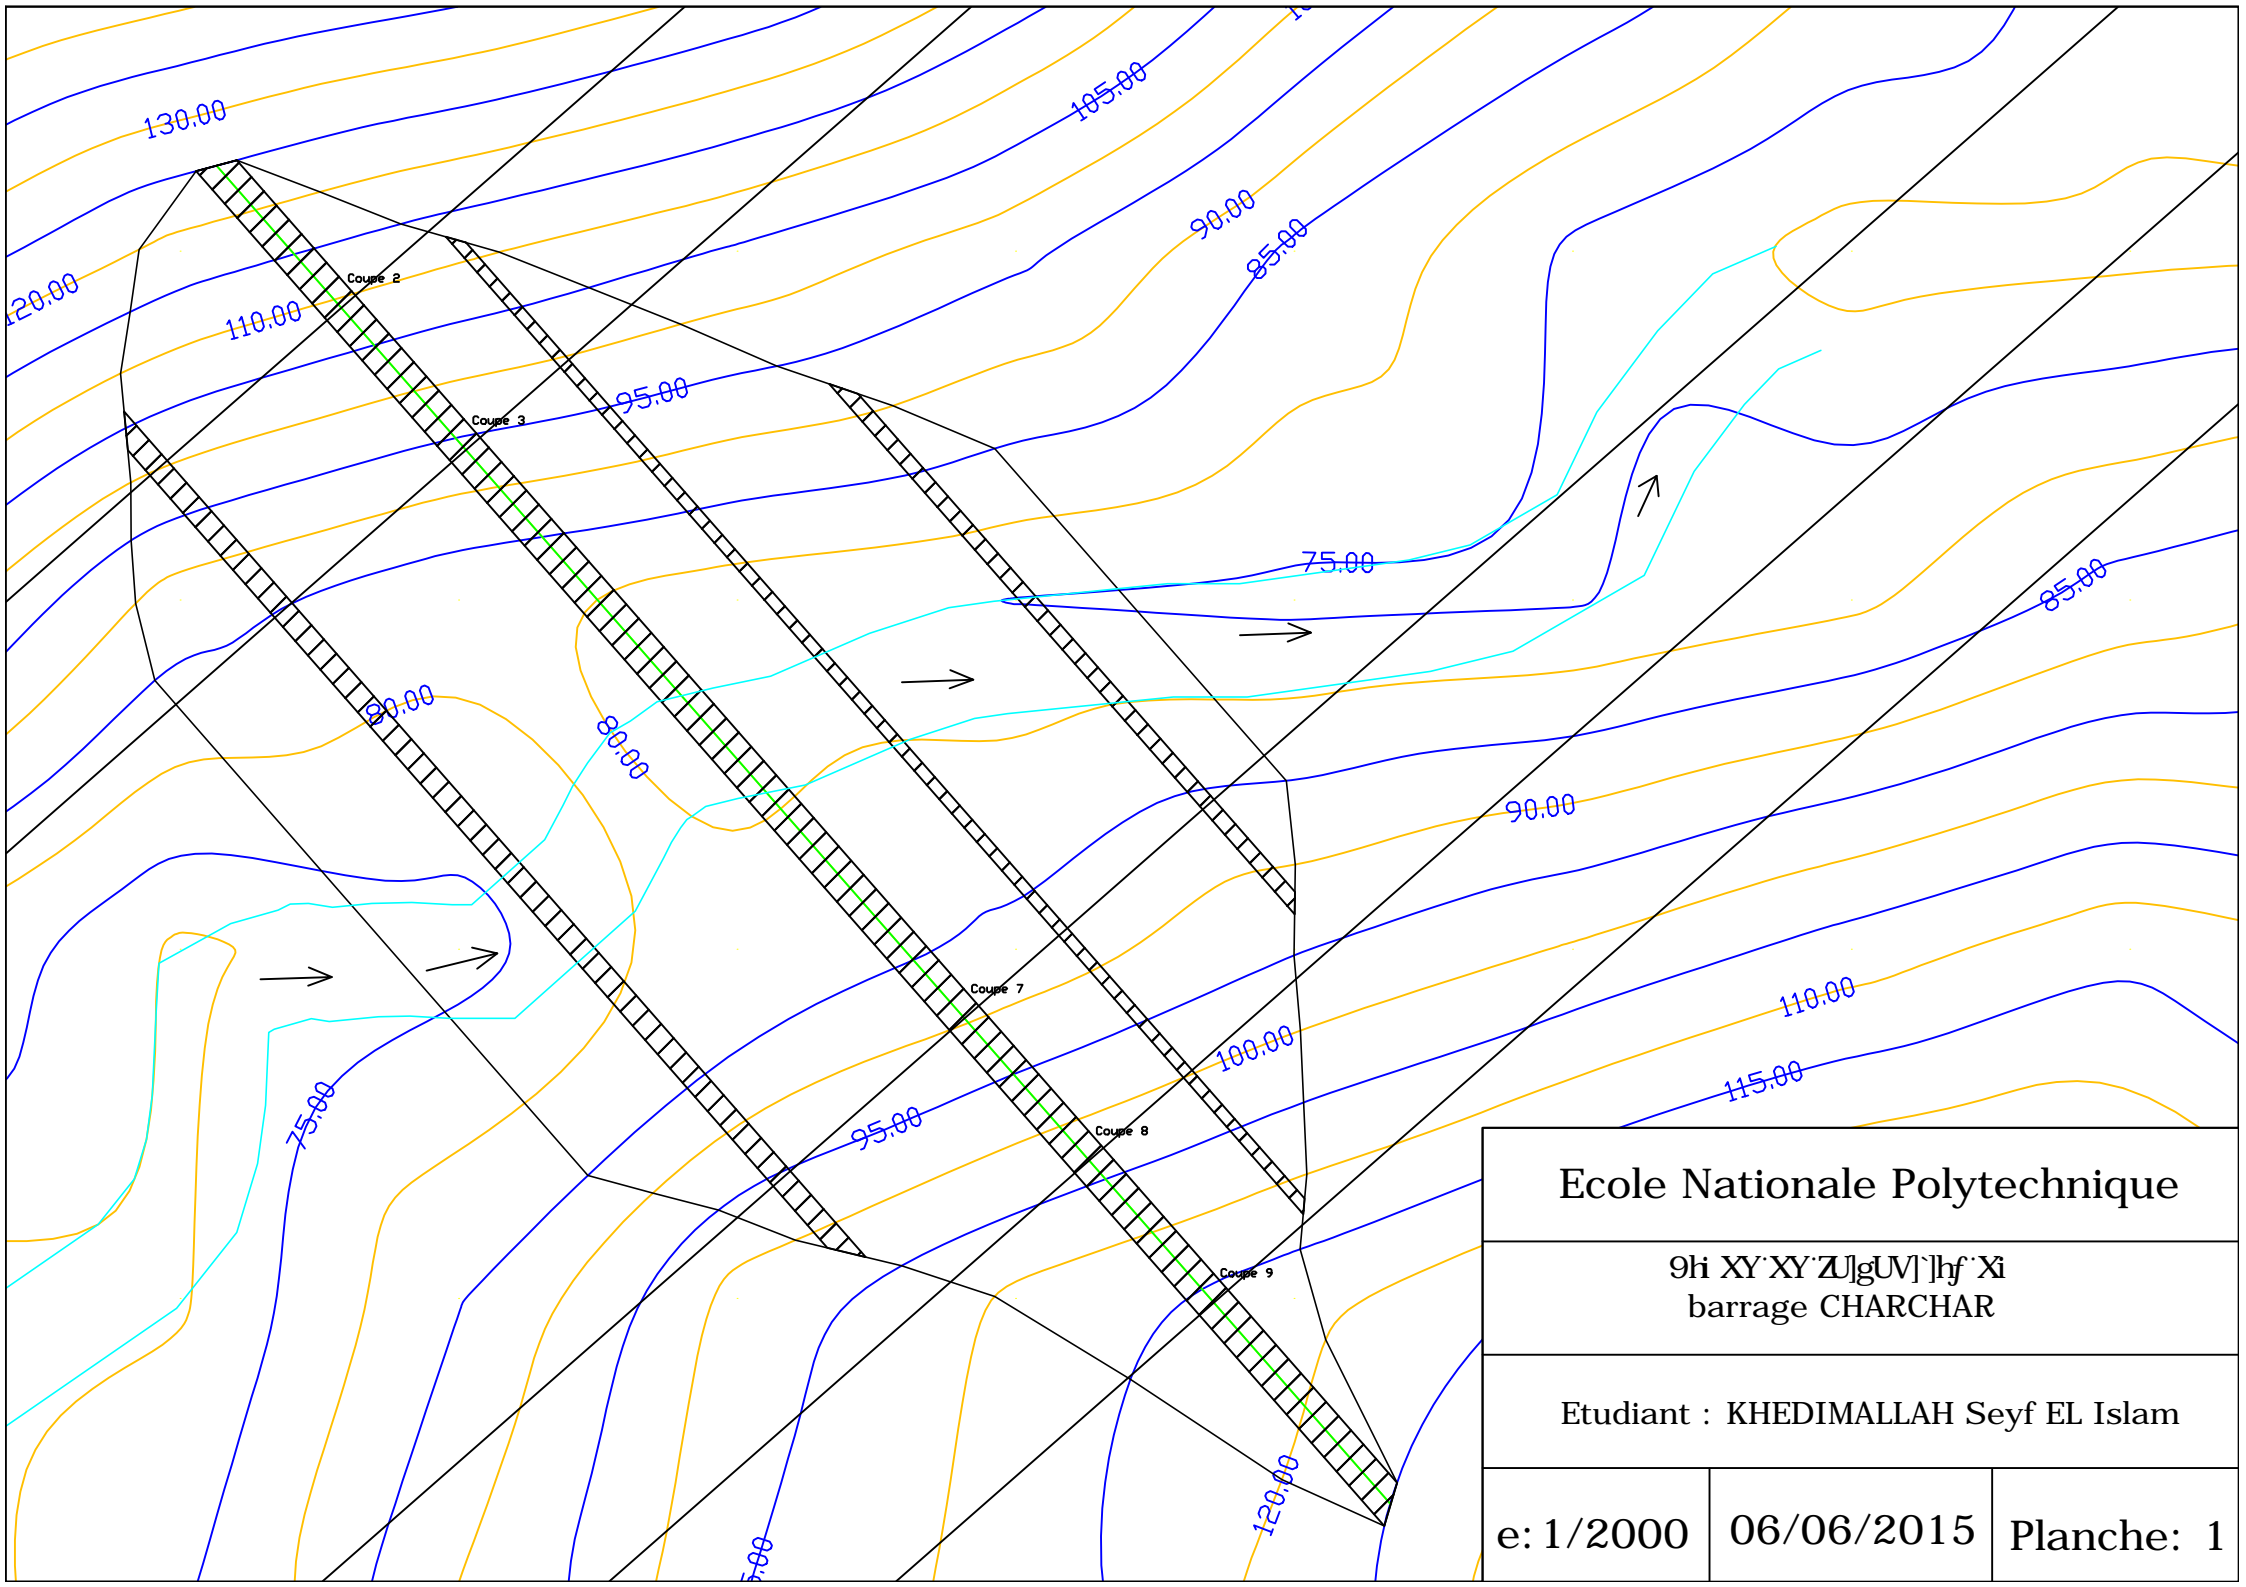 130.00
105.00
90.00
85.00
120.00
110.00
Coupe 2
95.00
Coupe 3
75.00
85.00
80.00
80.00
90.00
Coupe 7
110.00
100.00
75.00
95.00
115.00
Coupe 8
Coupe 9
120.00
Ecole Nationale Polytechnique
barrage CHARCHAR
Etudiant : KHEDIMALLAH Seyf EL Islam
e: 1/2000
06/06/2015
Planche: 1